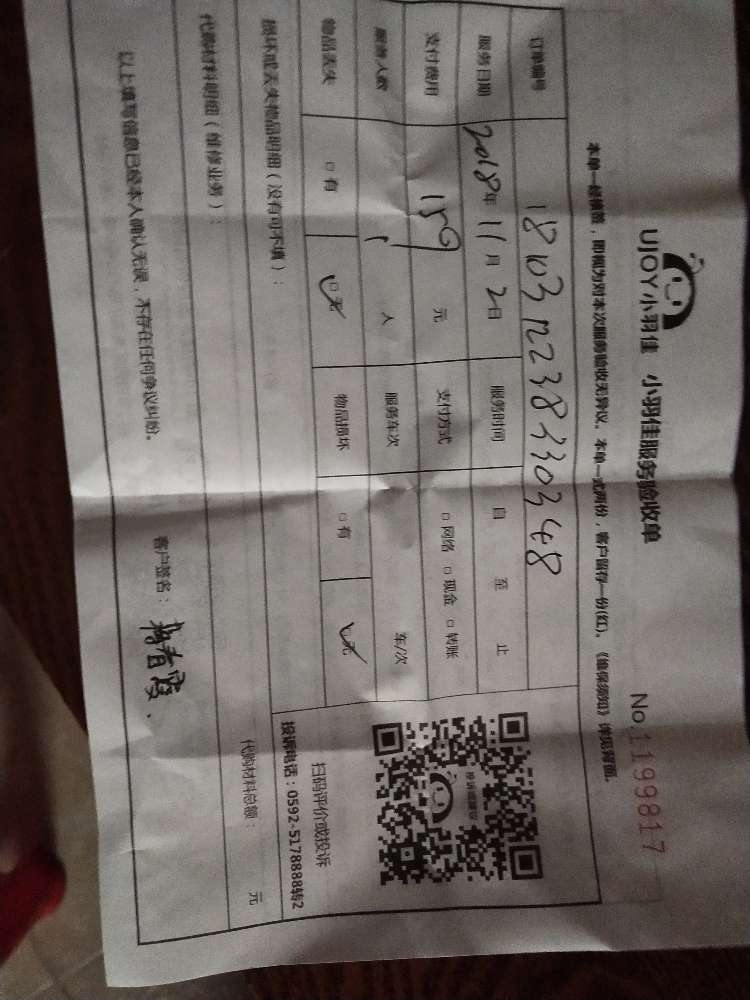 UJOY小羽佳 小羽佳服务验收单
No.1199817
本单一经填签，即视为对本次服务验收无异议。本单一式两份，客户留存一份(红)。《维保须知》详见背面。
订单编号 1810312238330348
服务日期 2018年11月2日 服务时间 自 至 止
支付费用 159元 支付方式 □网络 □现金 □转账
服务人数 1人 服务车次 车/次
物品丢失 □有 □无 物品损坏 □有 □无
损坏或丢失物品明细（没有可不填）：
扫码评价或投诉
投诉电话：0592-5178888转2
代购材料明细（维修业务）：
代购材料总额： 元
以上填写信息已经本人确认无误，不存在任何争议纠纷。
客户签名：